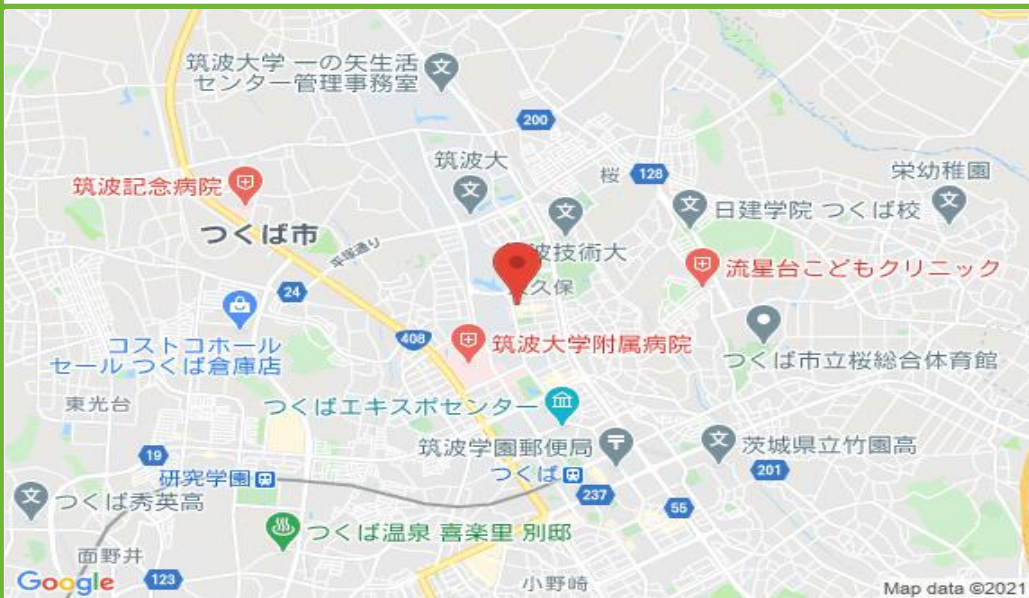 筑波大学 一の矢生活
センター管理事務室
200
筑波大
桜
128
栄幼稚園
筑波記念病院
日建学院 つくば校
つくば市
平塚通り
波技術大
流星台こどもクリニック
久保
24
コストコホール
セール つくば倉庫店
408
筑波大学附属病院
つくば市立桜総合体育館
東光台
つくばエキスポセンター
筑波学園郵便局
茨城県立竹園高
19
研究学園
つくば
201
237
55
つくば秀英高
つくば温泉 喜楽里 別邸
面野井
123
小野崎
Google
Map data ©2021